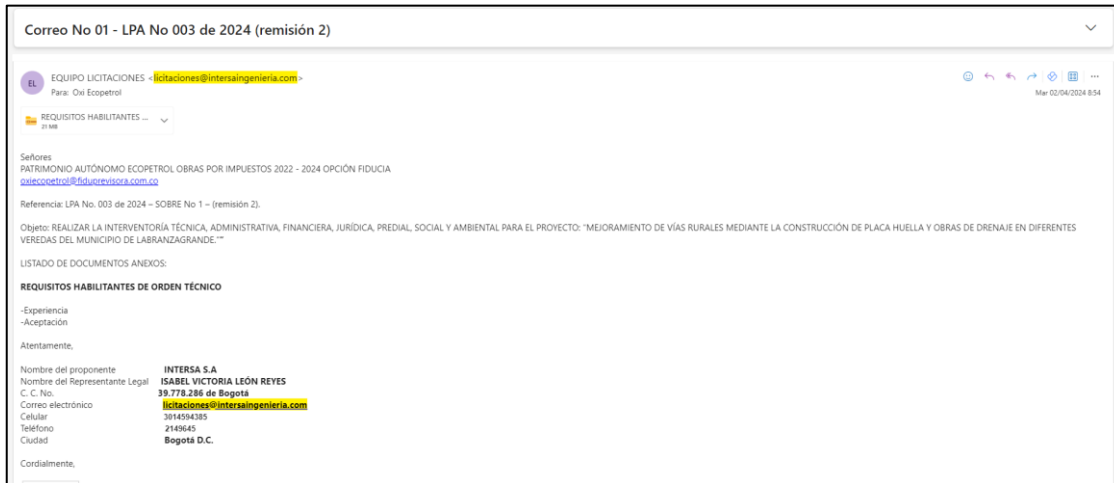 Correo No 01 - LPA No 003 de 2024 (remisión 2)
EL
EQUIPO LICITACIONES <licitaciones@intersaingenieria.com>
Para: Oxi Ecopetrol
Mar 02/04/2024 8:54
REQUISITOS HABILITANTES ...
21 MB
Señores
PATRIMONIO AUTÓNOMO ECOPETROL OBRAS POR IMPUESTOS 2022 - 2024 OPCIÓN FIDUCIA
oxiecopetrol@fiduprevisora.com.co
Referencia: LPA No. 003 de 2024 – SOBRE No 1 – (remisión 2).
Objeto: REALIZAR LA INTERVENTORÍA TÉCNICA, ADMINISTRATIVA, FINANCIERA, JURÍDICA, PREDIAL, SOCIAL Y AMBIENTAL PARA EL PROYECTO: "MEJORAMIENTO DE VÍAS RURALES MEDIANTE LA CONSTRUCCIÓN DE PLACA HUELLA Y OBRAS DE DRENAJE EN DIFERENTES
VEREDAS DEL MUNICIPIO DE LABRANZAGRANDE.""
LISTADO DE DOCUMENTOS ANEXOS:
REQUISITOS HABILITANTES DE ORDEN TÉCNICO
-Experiencia
-Aceptación
Atentamente,
Nombre del proponente INTERSA S.A
Nombre del Representante Legal ISABEL VICTORIA LEÓN REYES
C. C. No. 39.778.286 de Bogotá
Correo electrónico licitaciones@intersaingenieria.com
Celular 3014594385
Teléfono 2149645
Ciudad Bogotá D.C.
Cordialmente,